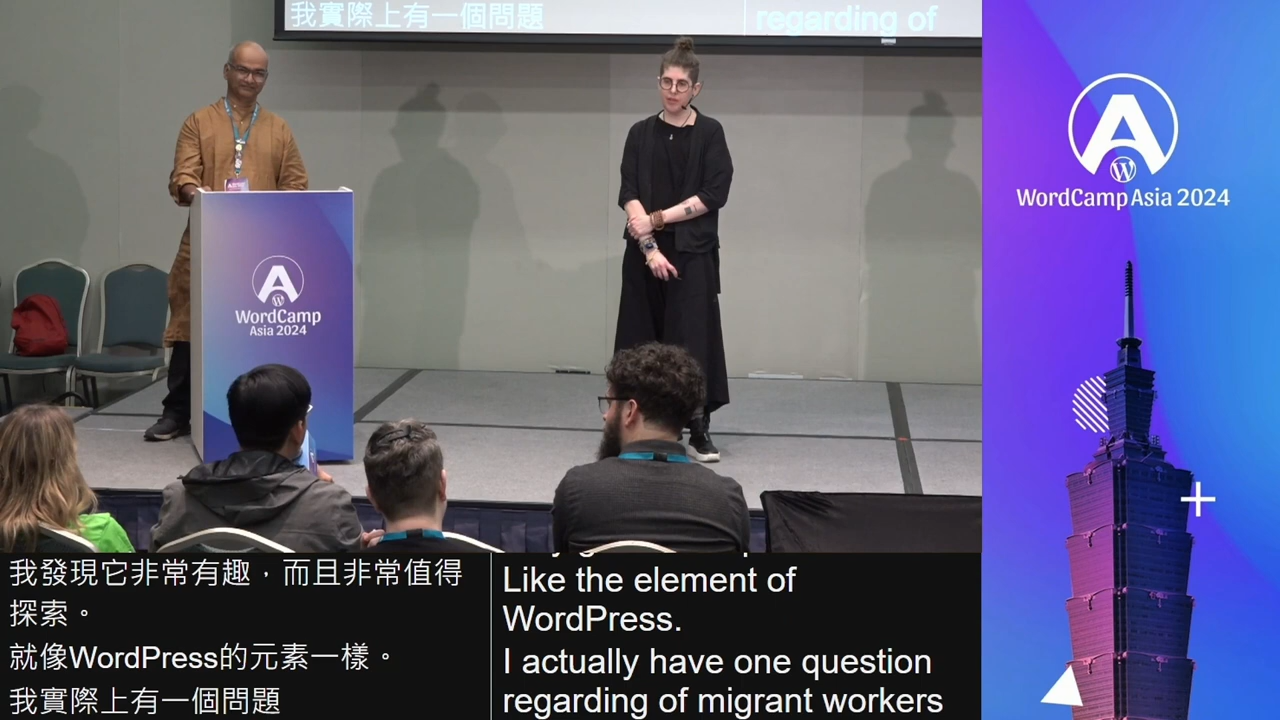 我實際上有一個問題
regarding of
WordCamp Asia 2024
WordCamp
Asia 2024
我發現它非常有趣，而且非常值得
探索。
就像WordPress的元素一樣。
我實際上有一個問題
Like the element of
WordPress.
I actually have one question
regarding of migrant workers